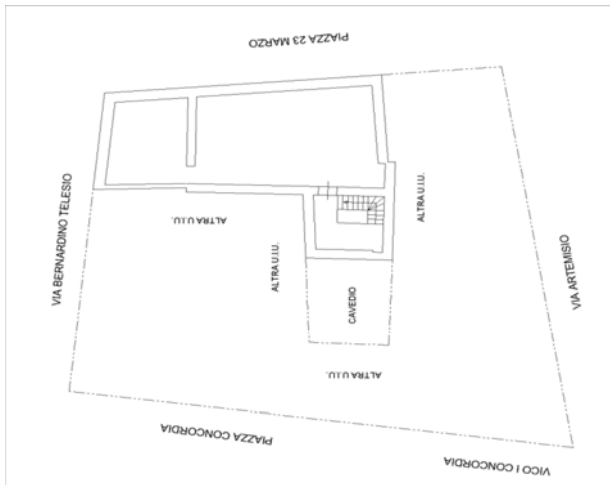 PIAZZA 23 MARZO
VIA BERNARDINO TELESIO
ALTRA U.I.U.
ALTRA U.I.U.
ALTRA U.I.U.
CAVEDIO
VIA ARTEMISIO
ALTRA U.I.U.
PIAZZA CONCORDIA
VICO I CONCORDIA